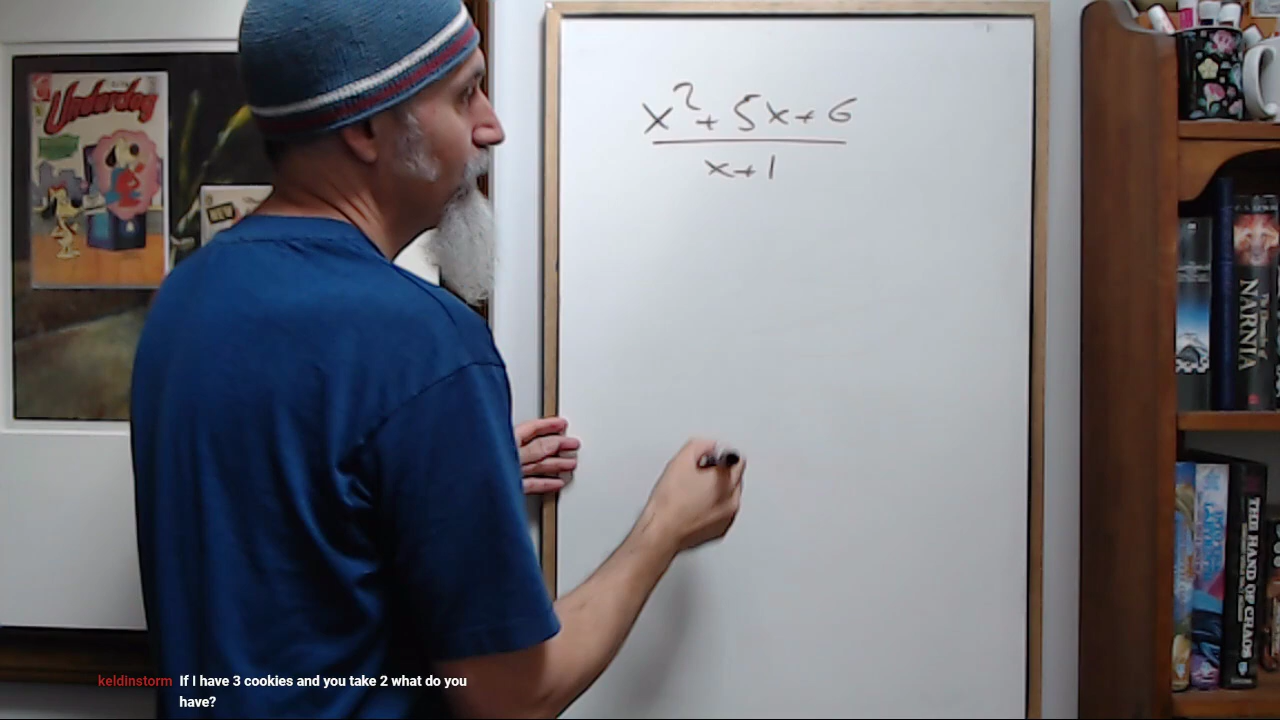 Underdog
NEW
x² + 5x + 6
x + 1
NARNIA
THE HAND OF CHAOS
keldinstorm If I have 3 cookies and you take 2 what do you
have?